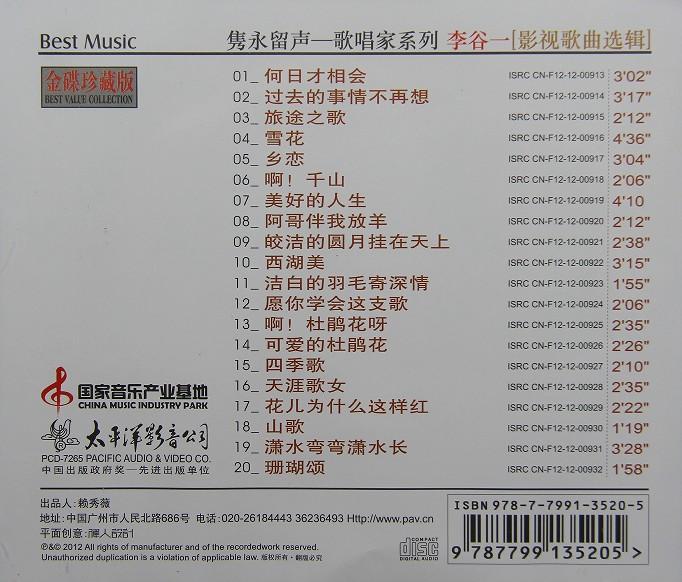 Best Music
隽永留声—歌唱家系列 李谷一[影视歌曲选辑]
金碟珍藏版
BEST VALUE COLLECTION
01_ 何日才相会 ISRC CN-F12-12-00913 3'02"
02_ 过去的事情不再想 ISRC CN-F12-12-00914 3'17"
03_ 旅途之歌 ISRC CN-F12-12-00915 2'12"
04_ 雪花 ISRC CN-F12-12-00916 4'36"
05_ 乡恋 ISRC CN-F12-12-00917 3'04"
06_ 啊！千山 ISRC CN-F12-12-00918 2'06"
07_ 美好的人生 ISRC CN-F12-12-00919 4'10
08_ 阿哥伴我放羊 ISRC CN-F12-12-00920 2'12"
09_ 皎洁的圆月挂在天上 ISRC CN-F12-12-00921 2'38"
10_ 西湖美 ISRC CN-F12-12-00922 3'15"
11_ 洁白的羽毛寄深情 ISRC CN-F12-12-00923 1'55"
12_ 愿你学会这支歌 ISRC CN-F12-12-00924 2'06"
13_ 啊！杜鹃花呀 ISRC CN-F12-12-00925 2'35"
14_ 可爱的杜鹃花 ISRC CN-F12-12-00926 2'26"
15_ 四季歌 ISRC CN-F12-12-00927 2'10"
16_ 天涯歌女 ISRC CN-F12-12-00928 2'35"
17_ 花儿为什么这样红 ISRC CN-F12-12-00929 2'22"
18_ 山歌 ISRC CN-F12-12-00930 1'19"
19_ 潇水弯弯潇水长 ISRC CN-F12-12-00931 3'28"
20_ 珊瑚颂 ISRC CN-F12-12-00932 1'58"
国家音乐产业基地
CHINA MUSIC INDUSTRY PARK
太平洋影音公司
PCD-7265 PACIFIC AUDIO & VIDEO CO.
中国出版政府奖—先进出版单位
出品人: 赖秀薇
地址: 中国广州市人民北路686号 电话: 020-26184443 36236493 Http://www.pav.cn
平面创意:
℗&© 2012 All rights of manufacturer and of the recordedwork reserved.
Unauthorized duplication is a violation of applicable laws. 版权所有·翻版必究
COMPACT
disc
DIGITAL AUDIO
ISBN 978-7-7991-3520-5
9 787799 135205 >